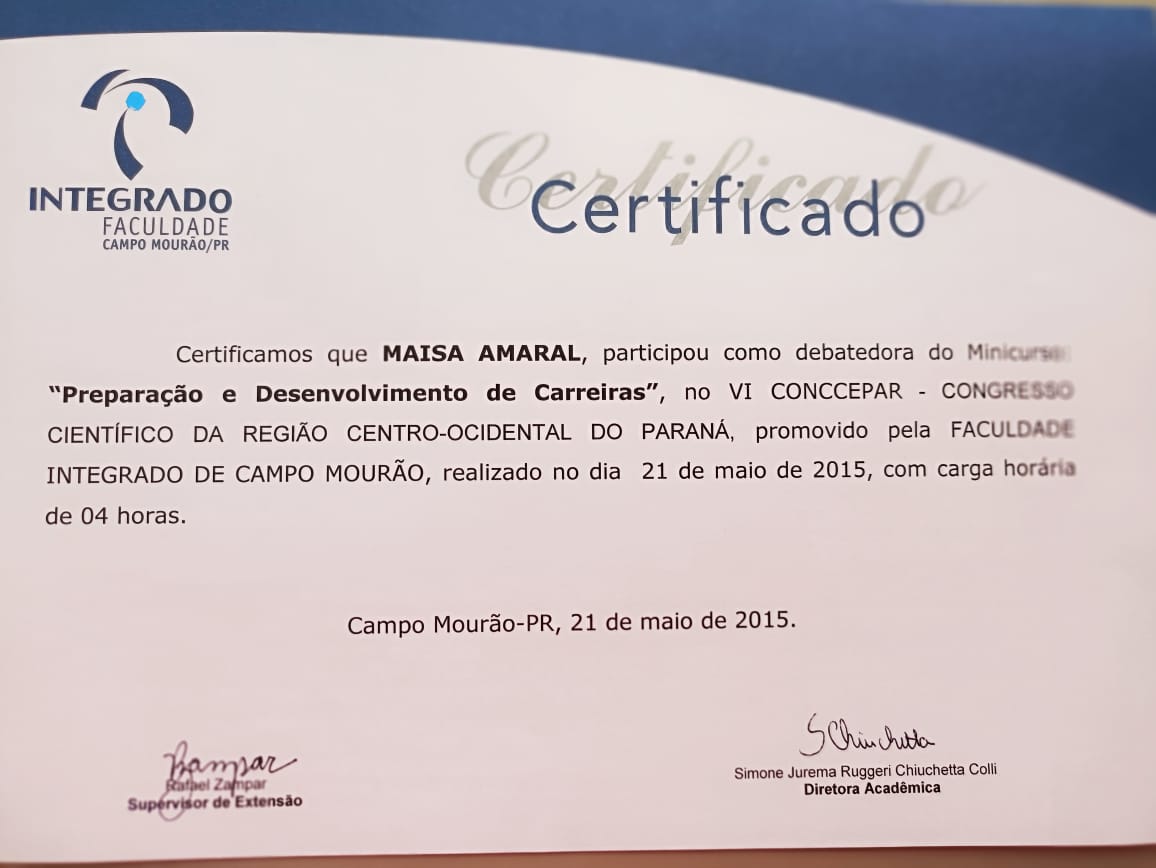 INTEGRADO
FACULDADE
CAMPO MOURÃO/PR
Certificado
Certificado
Certificamos que MAISA AMARAL, participou como debatedora do Minicurso
“Preparação e Desenvolvimento de Carreiras”, no VI CONCCEPAR - CONGRESSO
CIENTÍFICO DA REGIÃO CENTRO-OCIDENTAL DO PARANÁ, promovido pela FACULDADE
INTEGRADO DE CAMPO MOURÃO, realizado no dia 21 de maio de 2015, com carga horária
de 04 horas.
Campo Mourão-PR, 21 de maio de 2015.
Rafael Zampar
Supervisor de Extensão
SChiuchetta
Simone Jurema Ruggeri Chiuchetta Colli
Diretora Acadêmica